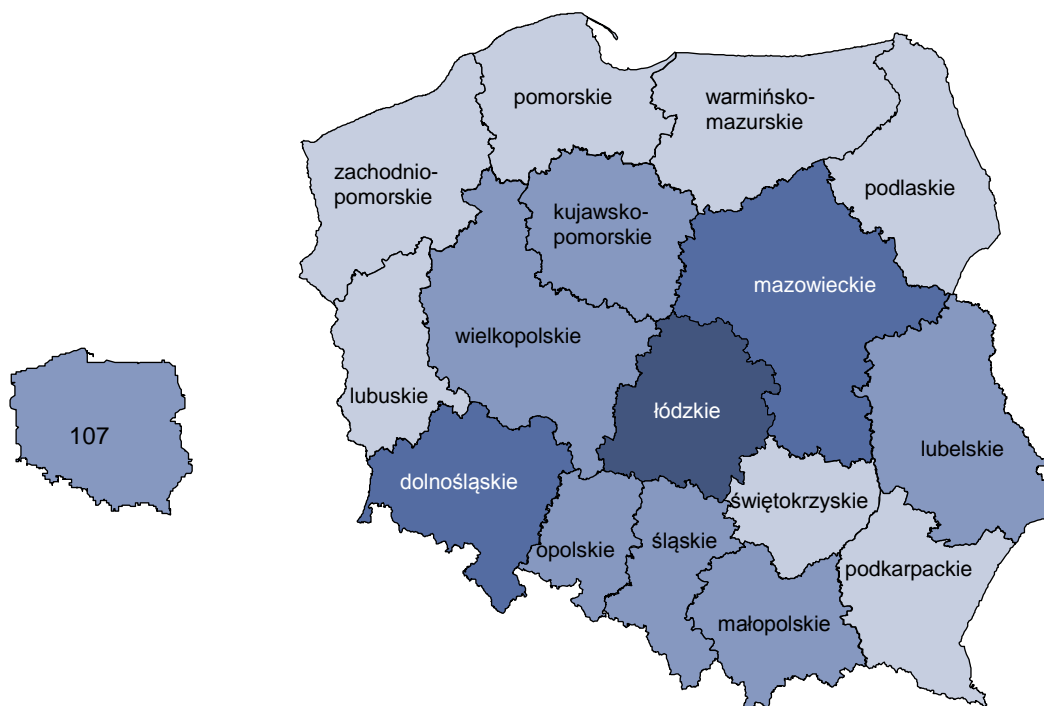 pomorskie
warmińsko-
mazurskie
zachodnio-
pomorskie
podlaskie
kujawsko-
pomorskie
mazowieckie
wielkopolskie
lubuskie
łódzkie
107
lubelskie
dolnośląskie
świętokrzyskie
opolskie
śląskie
podkarpackie
małopolskie